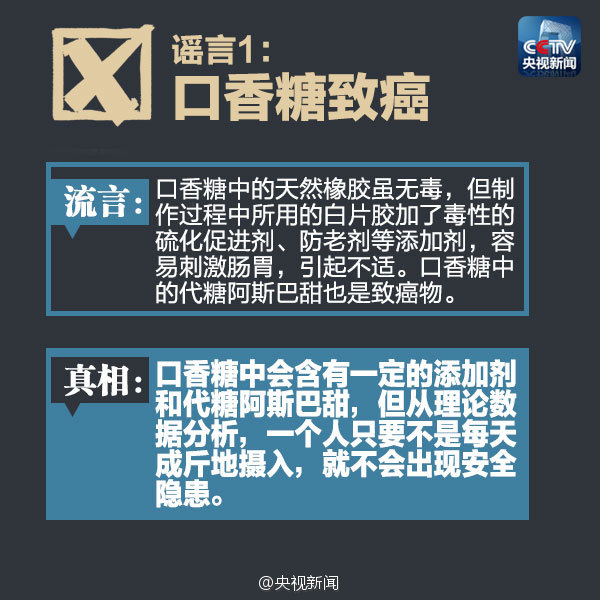 谣言1:
口香糖致癌
CCTV
央视新闻
流言:
口香糖中的天然橡胶虽无毒，但制
作过程中所用的白片胶加了毒性的
硫化促进剂、防老剂等添加剂，容
易刺激肠胃，引起不适。口香糖中
的代糖阿斯巴甜也是致癌物。
真相:
口香糖中会含有一定的添加剂
和代糖阿斯巴甜，但从理论数
据分析，一个人只要不是每天
成斤地摄入，就不会出现安全
隐患。
@央视新闻